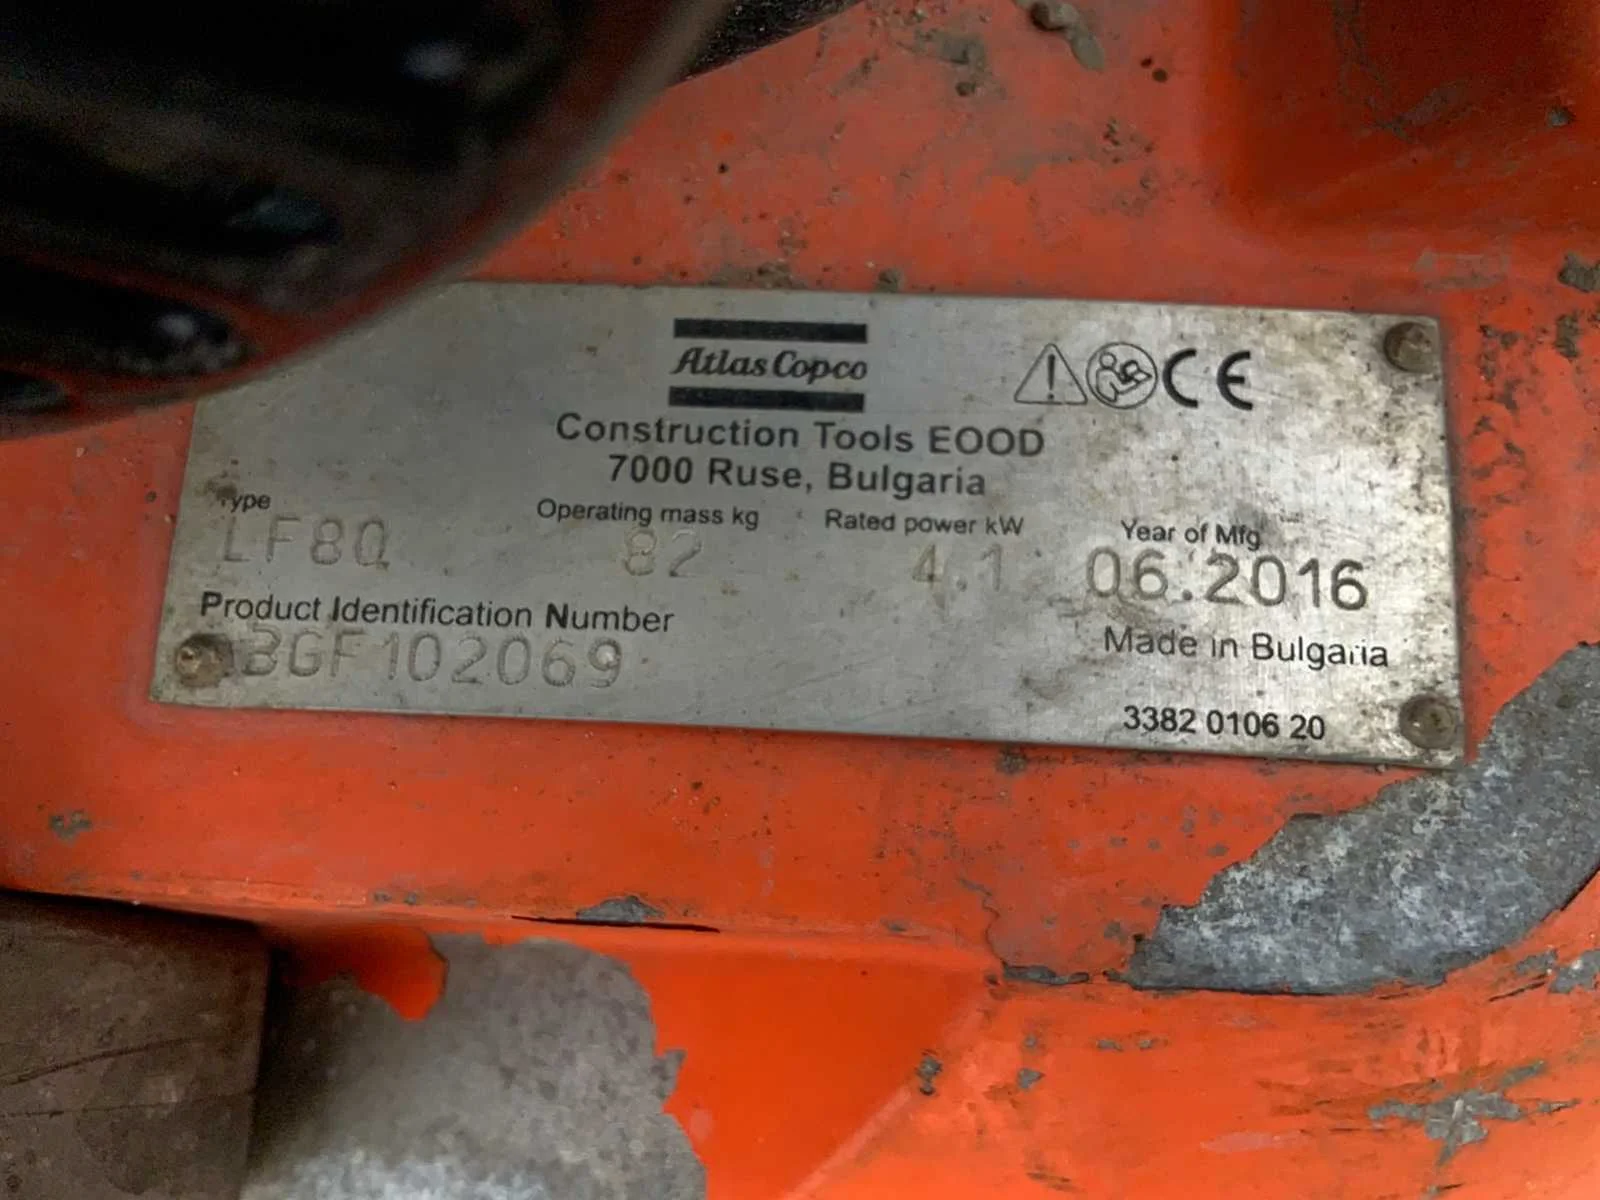 Atlas Copco
CE
Construction Tools EOOD
7000 Ruse, Bulgaria
Type Operating mass kg Rated power kW Year of Mfg
LF80 82 4.1 06.2016
Product Identification Number
Made in Bulgaria
3382 0106 20